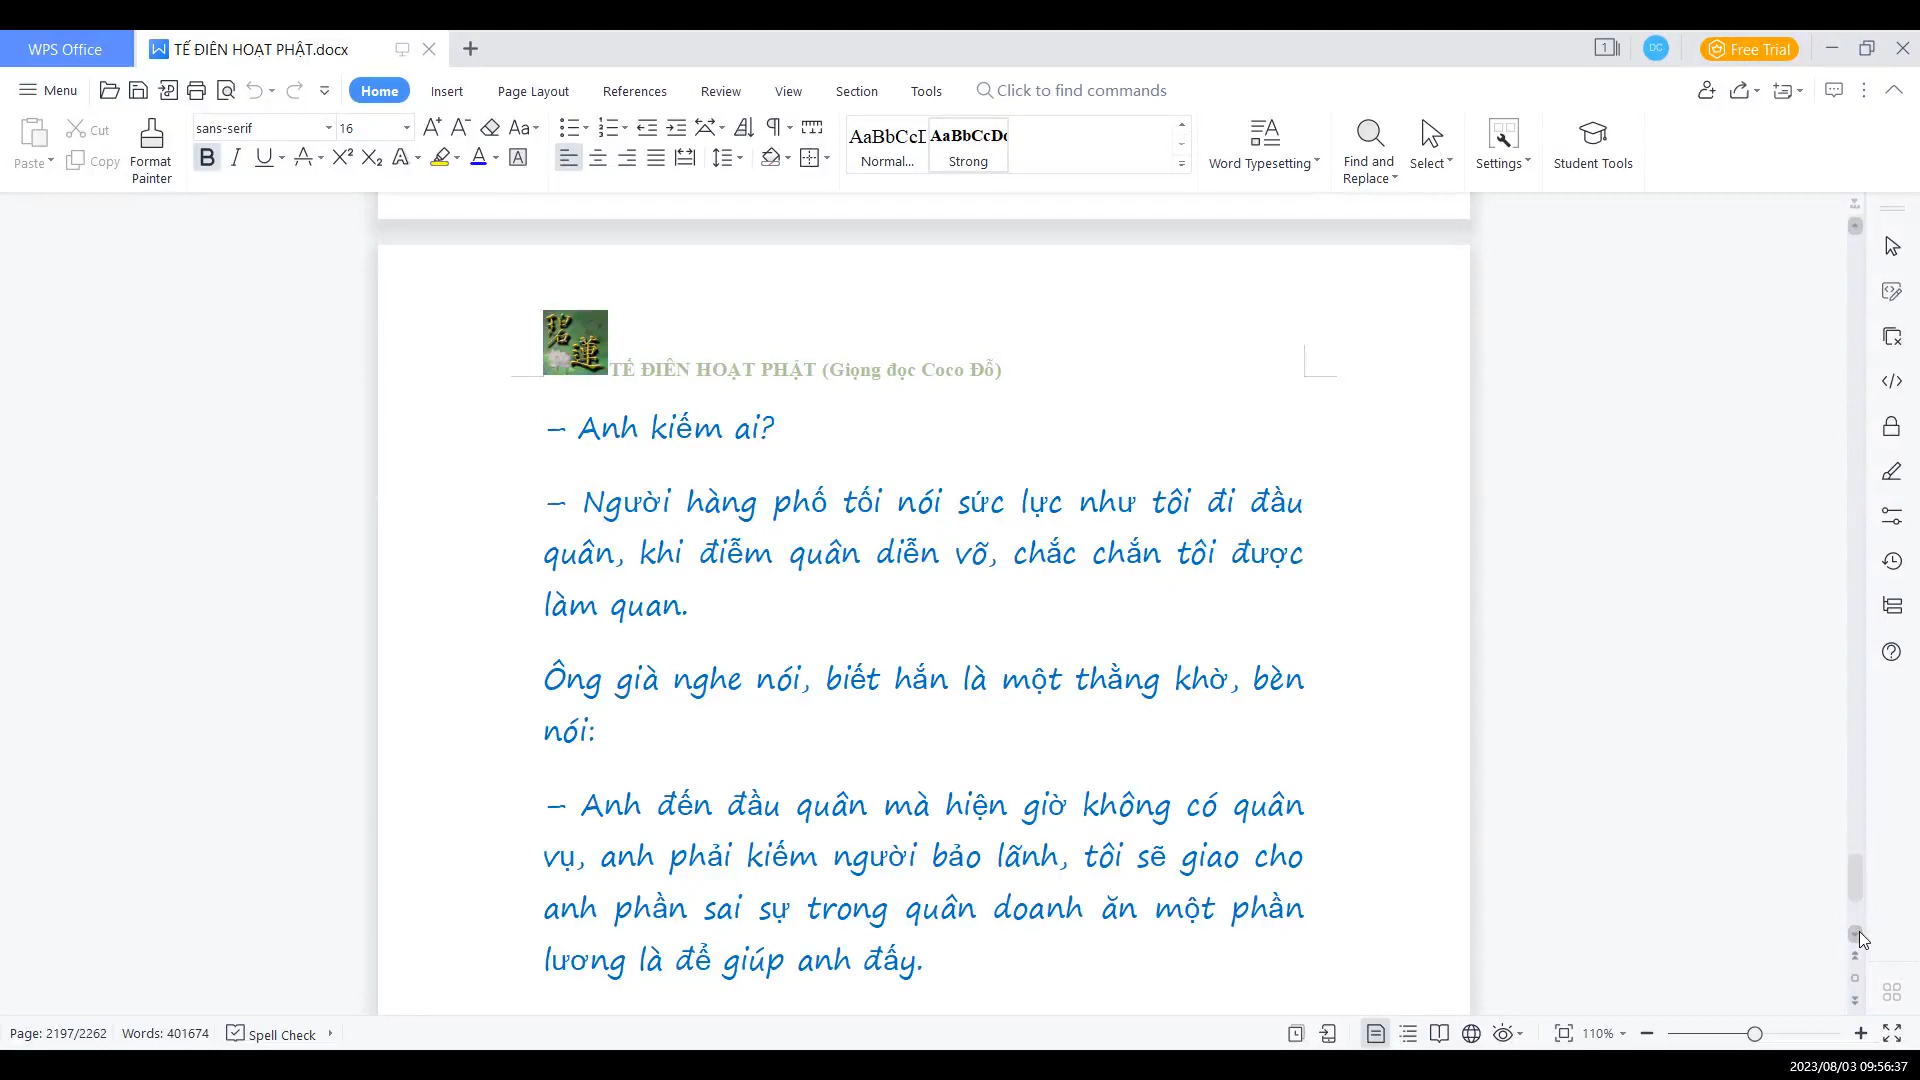 WPS Office
TẾ ĐIÊN HOẠT PHẬT.docx
1
DC
Free Trial
Menu
Home
Insert
Page Layout
References
Review
View
Section
Tools
Click to find commands
Paste
Cut
Copy
Format
Painter
sans-serif
16
AaBbCcD
Normal...
AaBbCcDd
Strong
Word Typesetting
Find and
Replace
Select
Settings
Student Tools
碧
蓮
TẾ ĐIÊN HOẠT PHẬT (Giọng đọc Coco Đỗ)
– Anh kiếm ai?
– Người hàng phố tối nói sức lực như tôi đi đầu
quân, khi điễm quân diễn võ, chắc chắn tôi được
làm quan.
Ông già nghe nói, biết hắn là một thằng khờ, bèn
nói:
– Anh đến đầu quân mà hiện giờ không có quân
vụ, anh phải kiếm người bảo lãnh, tôi sẽ giao cho
anh phần sai sự trong quân doanh ăn một phần
lương là để giúp anh đấy.
Page: 2197/2262
Words: 401674
Spell Check
110%
2023/08/03 09:56:37